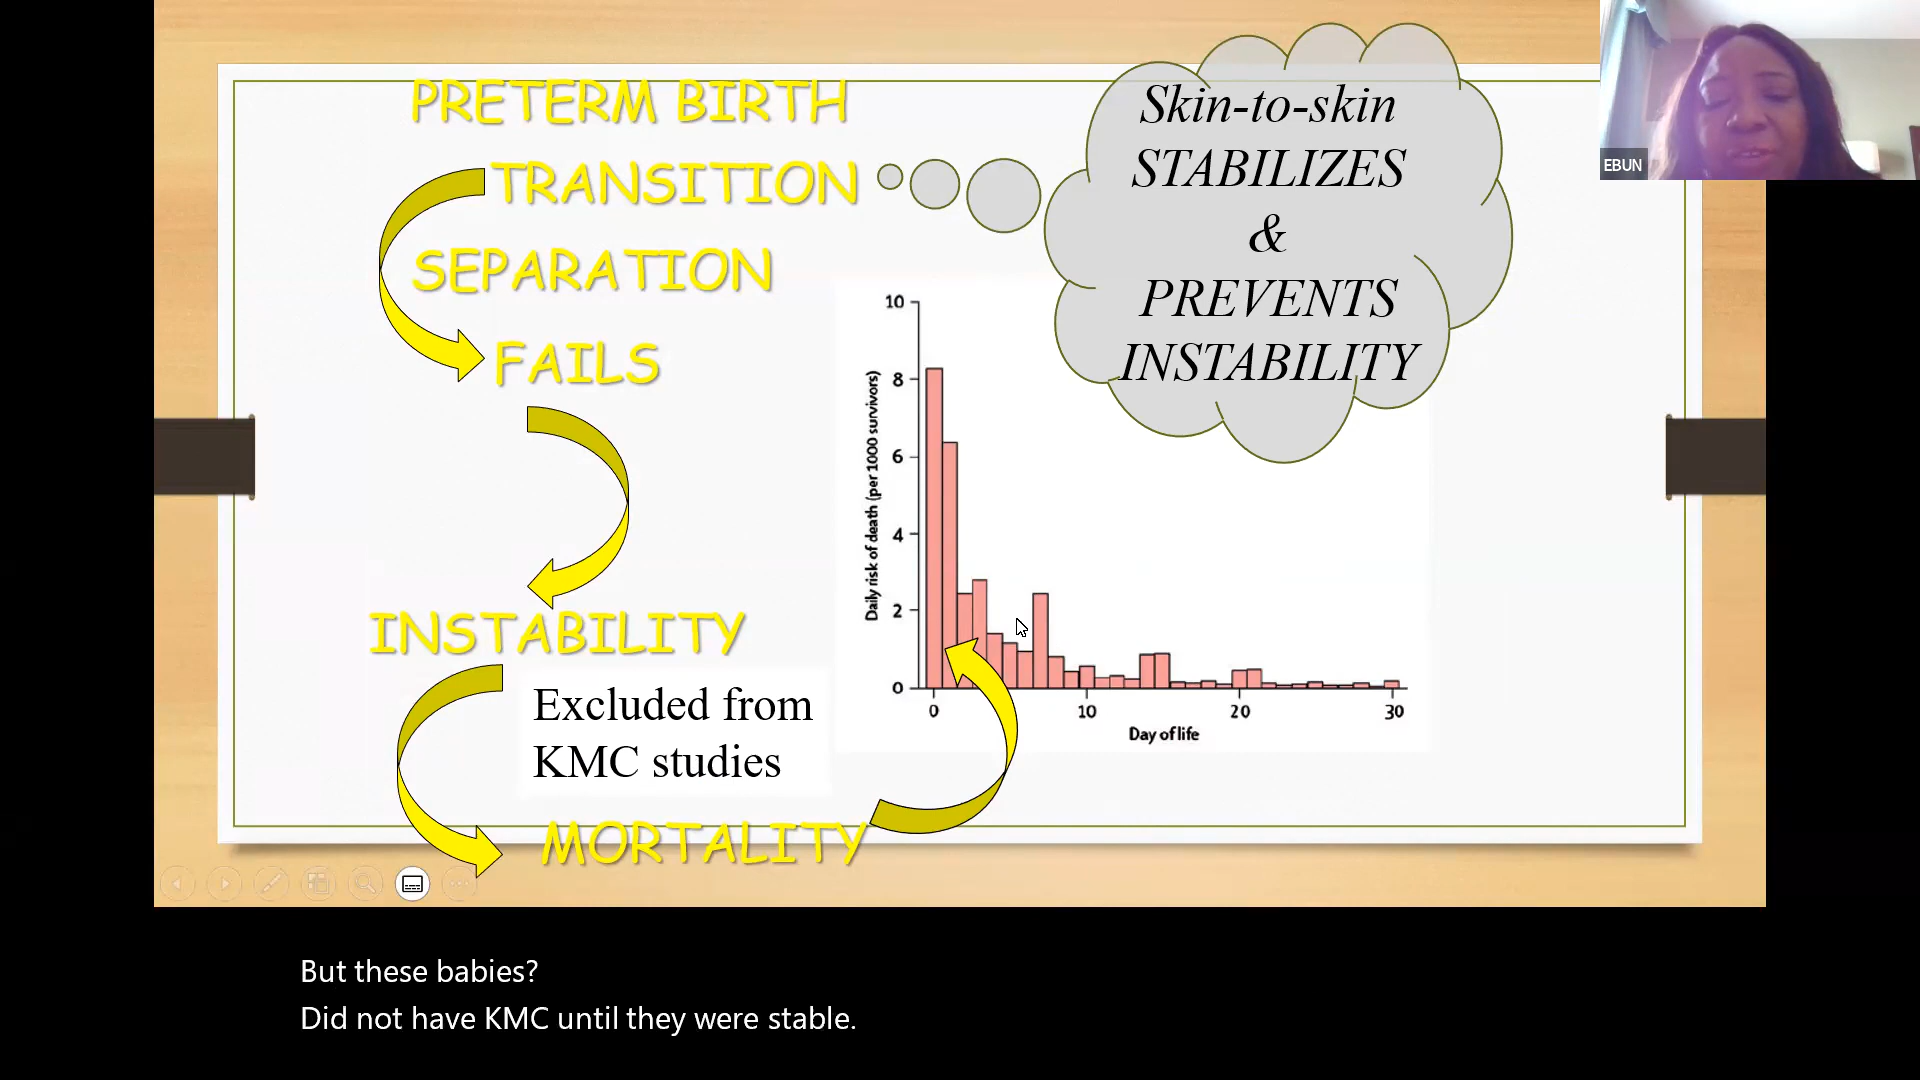 PRETERM BIRTH
TRANSITION
SEPARATION
FAILS
INSTABILITY
Excluded from
KMC studies
MORTALITY
Skin-to-skin
STABILIZES
&
PREVENTS
INSTABILITY
Daily risk of death (per 1000 survivors)
10
8
6
4
2
0
0 10 20 30
Day of life
EBUN
But these babies?
Did not have KMC until they were stable.